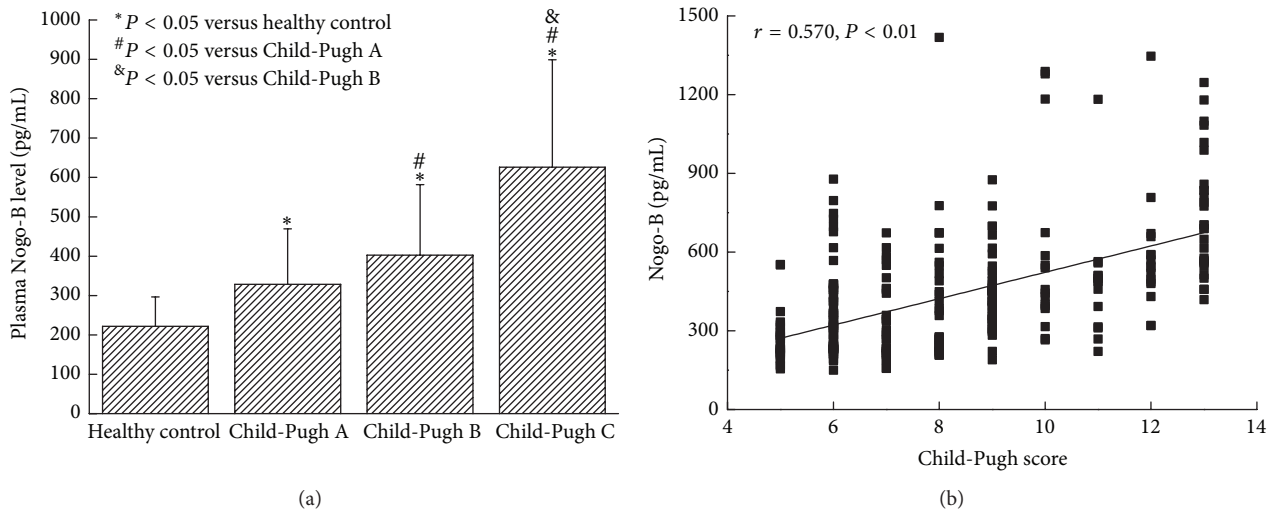 1000
900
800
700
600
500
400
300
200
100
0
Plasma Nogo-B level (pg/mL)
*P < 0.05 versus healthy control
#P < 0.05 versus Child-Pugh A
&P < 0.05 versus Child-Pugh B
*
#
*
&
#
*
Healthy control Child-Pugh A Child-Pugh B Child-Pugh C
(a)
1500
1200
900
600
300
0
Nogo-B (pg/mL)
r = 0.570, P < 0.01
4 6 8 10 12 14
Child-Pugh score
(b)